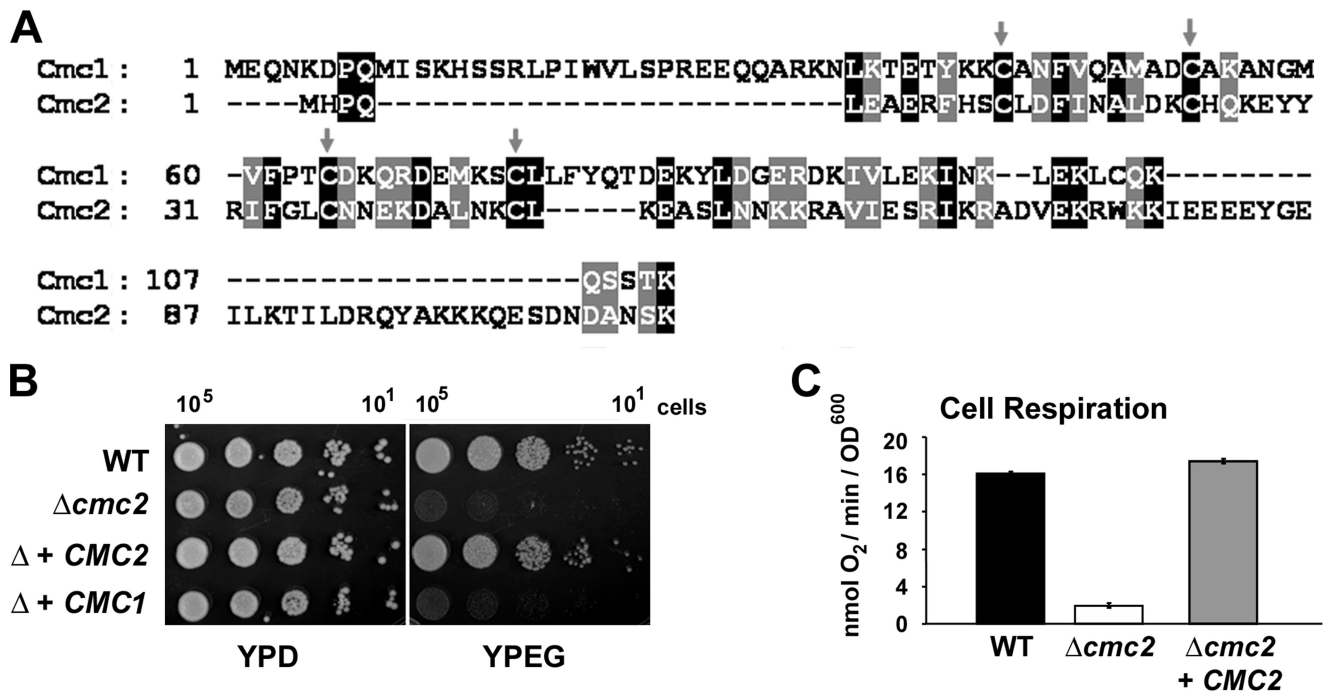 A
Cmc1: 1 MEQNKDPQMISKHSSRLPIWVLSPREEQQARKNLKTETYKKCANFVQAMADCAKANGM
Cmc2: 1 ----MHPQ-------------------------LEAERFHSCLDFINALDKCHQKEYY
Cmc1: 60 -VFPTCDKQRDEMKSCLLFYQTDEKYLDGERDKIVLEKINK--LEKLCQK--------
Cmc2: 31 RIFGLCNNEKDALNKCL-----KEASLNNKKRAVIESRIKRADVEKRWKKIEEEEYGE
Cmc1: 107 -------------------QSSTK
Cmc2: 87 ILKTILDRQYAKKKQESDNDANSK
B
10⁵ 10¹ 10⁵ 10¹ cells
WT
Δcmc2
Δ + CMC2
Δ + CMC1
YPD YPEG
C
Cell Respiration
nmol O₂ / min / OD⁶⁰⁰
20
16
12
8
4
0
WT Δcmc2 Δcmc2
+ CMC2